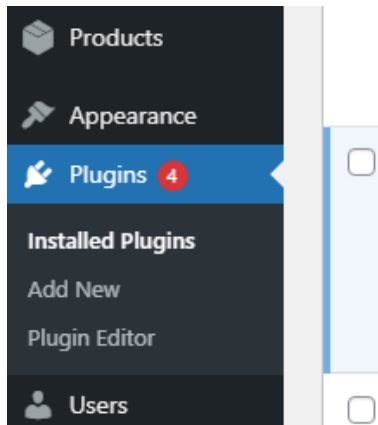 Products
Appearance
Plugins 4
Installed Plugins
Add New
Plugin Editor
Users